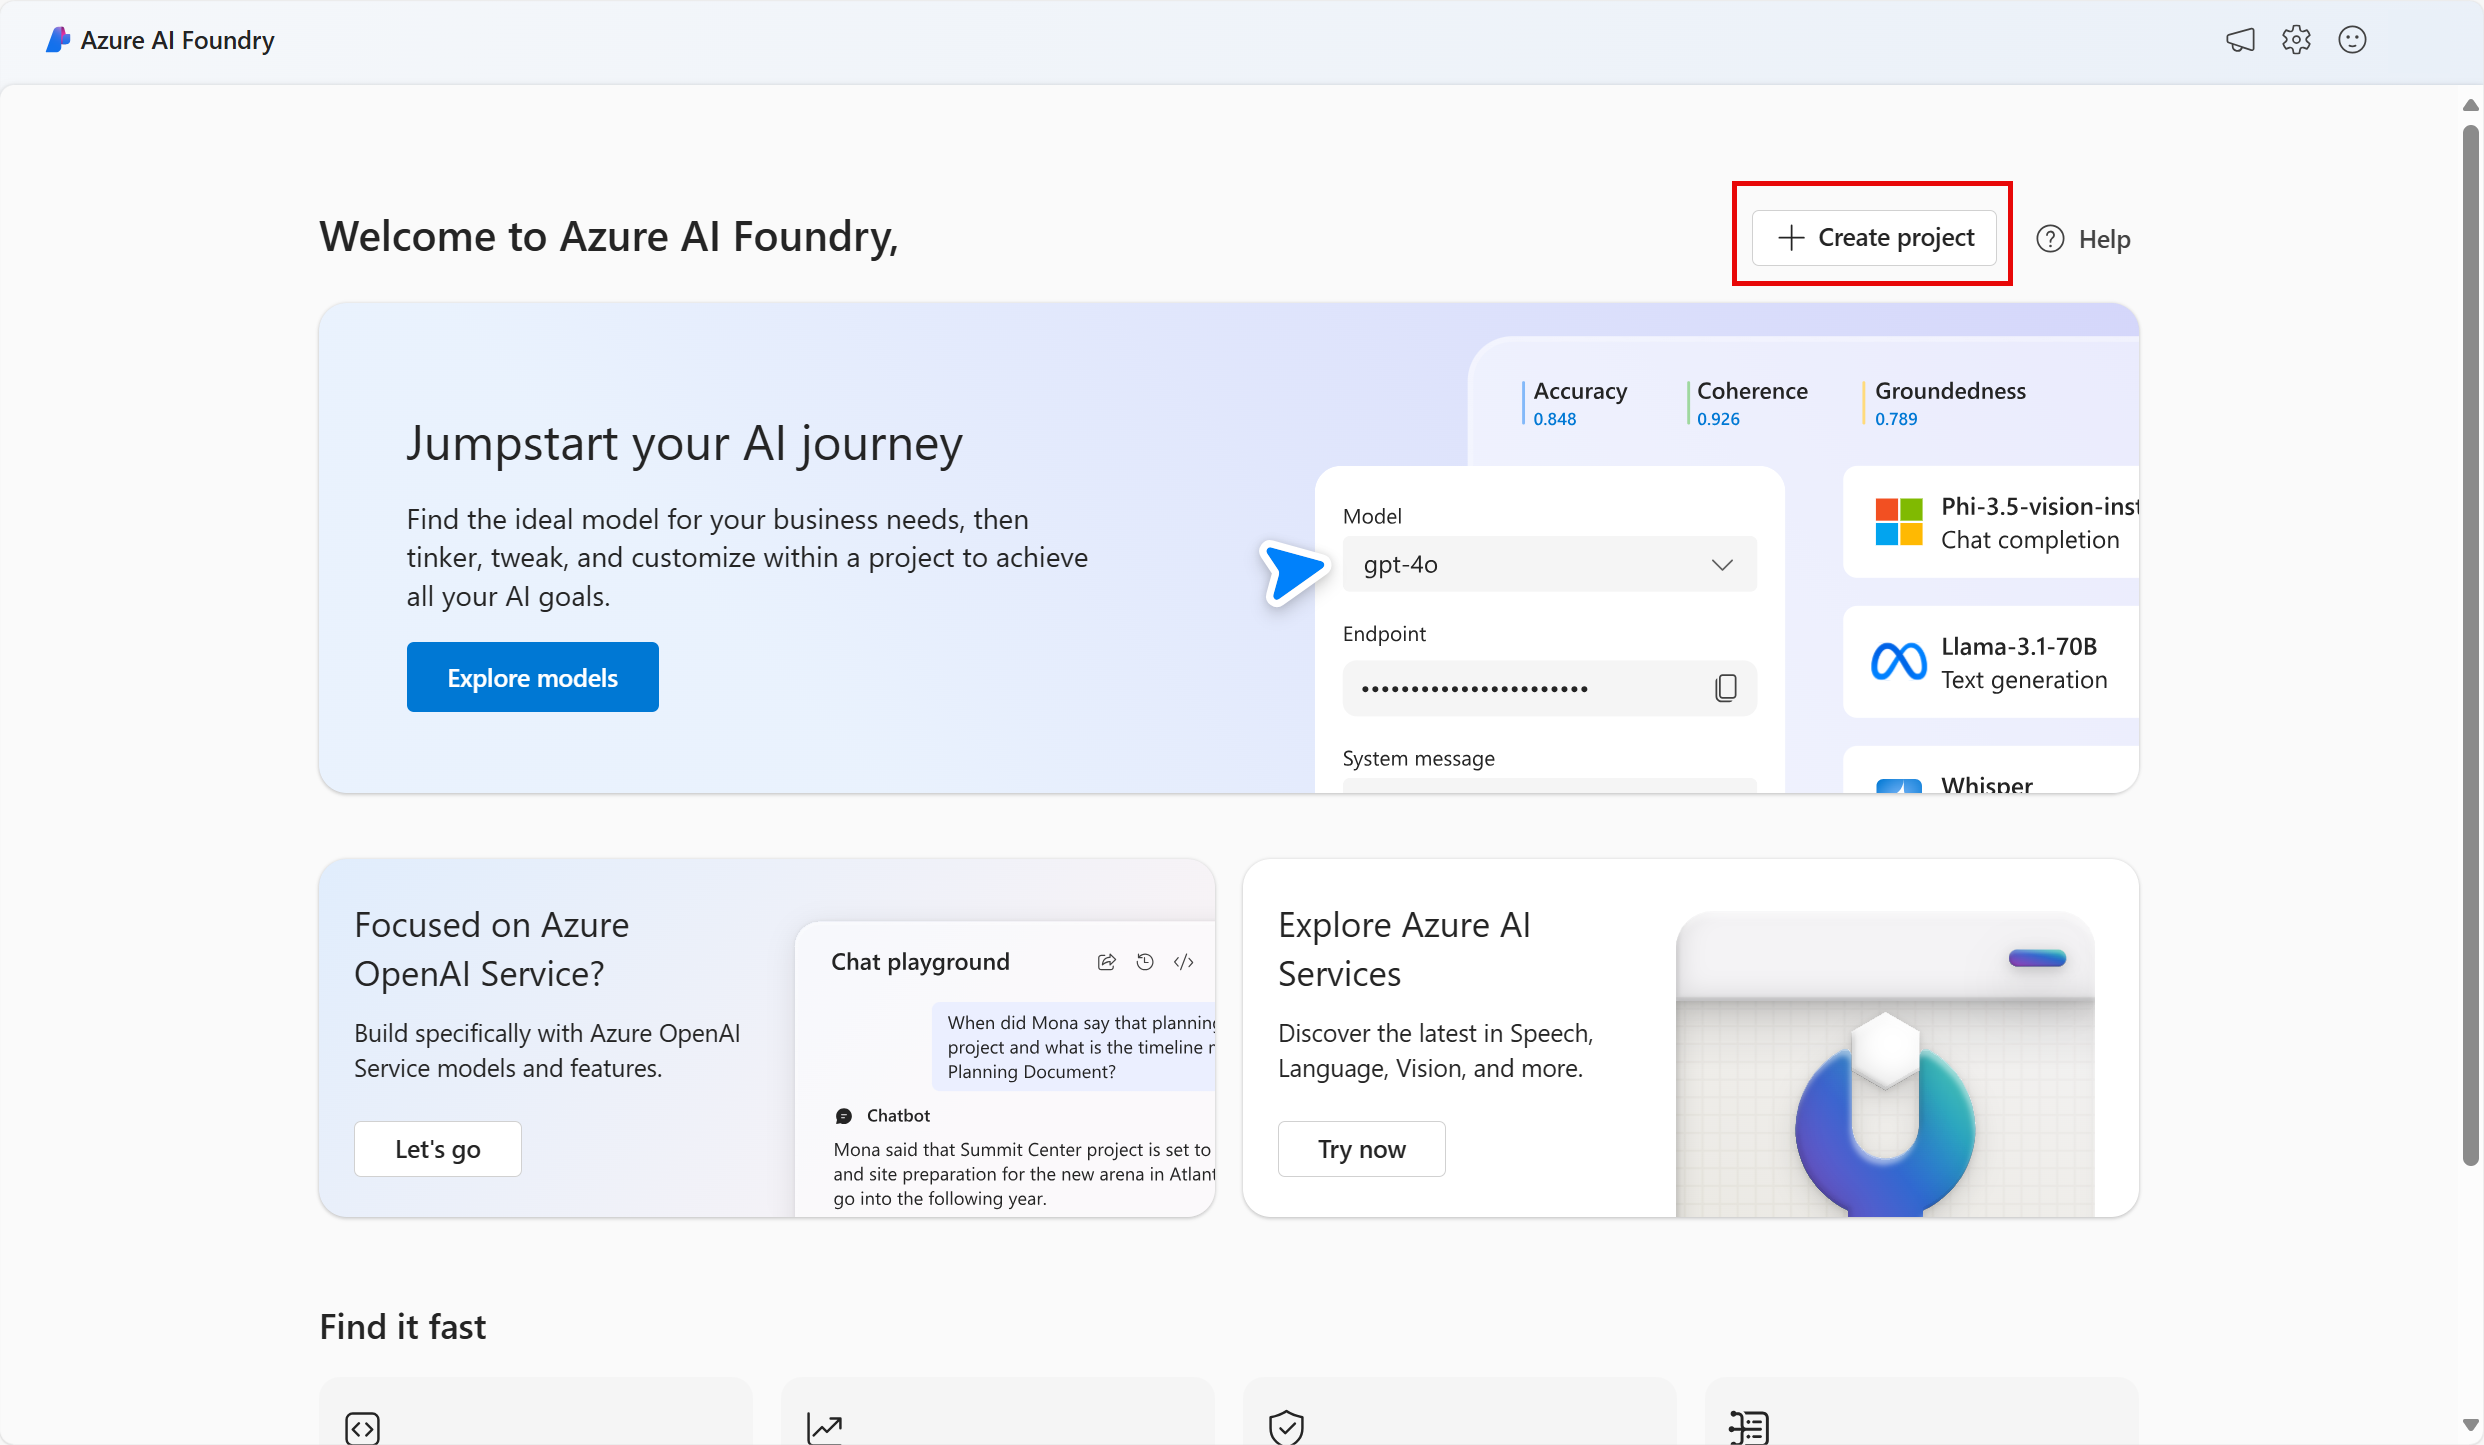 Azure AI Foundry
Welcome to Azure AI Foundry,
Create project
Help
Jumpstart your AI journey
Find the ideal model for your business needs, then
tinker, tweak, and customize within a project to achieve
all your AI goals.
Explore models
Accuracy
0.848
Coherence
0.926
Groundedness
0.789
Model
gpt-4o
Endpoint
System message
Phi-3.5-vision-inst
Chat completion
Llama-3.1-70B
Text generation
Whisper
Focused on Azure
OpenAI Service?
Build specifically with Azure OpenAI
Service models and features.
Let's go
Chat playground
When did Mona say that planning
project and what is the timeline
Planning Document?
Chatbot
Mona said that Summit Center project is set to
and site preparation for the new arena in Atlant
go into the following year.
Explore Azure AI
Services
Discover the latest in Speech,
Language, Vision, and more.
Try now
Find it fast